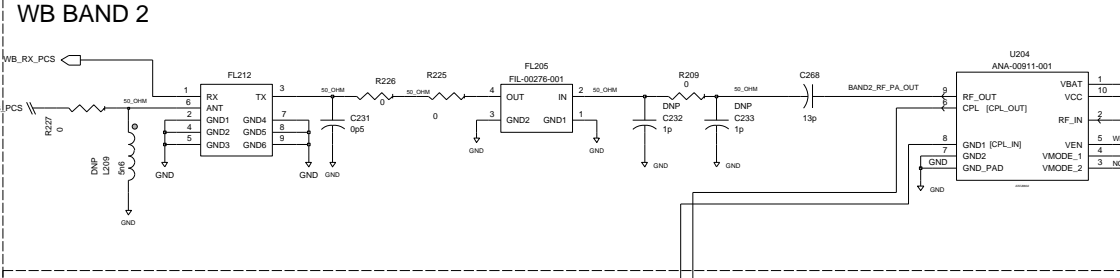 WB BAND 2
WB_RX_PCS
_PCS
R227
0
50_OHM
DNP
L209
5n6
GND
FL212
1
6
2
4
5
RX
ANT
GND1
GND2
GND3
TX
GND4
GND5
GND6
3
7
8
9
GND
GND
50_OHM
C231
0p5
GND
R226
0
50_OHM
R225
0
FL205
FIL-00276-001
4
OUT
IN
2
3
GND2
GND1
1
GND
GND
50_OHM
DNP
C232
1p
GND
R209
0
50_OHM
DNP
C233
1p
GND
C268
13p
BAND2_RF_PA_OUT
U204
ANA-00911-001
9
RF_OUT
6
CPL [CPL_OUT]
8
GND1 [CPL_IN]
7
GND2
GND
GND_PAD
GND
VBAT
1
VCC
10
RF_IN
2
VEN
5
VMODE_1
4
VMODE_2
3